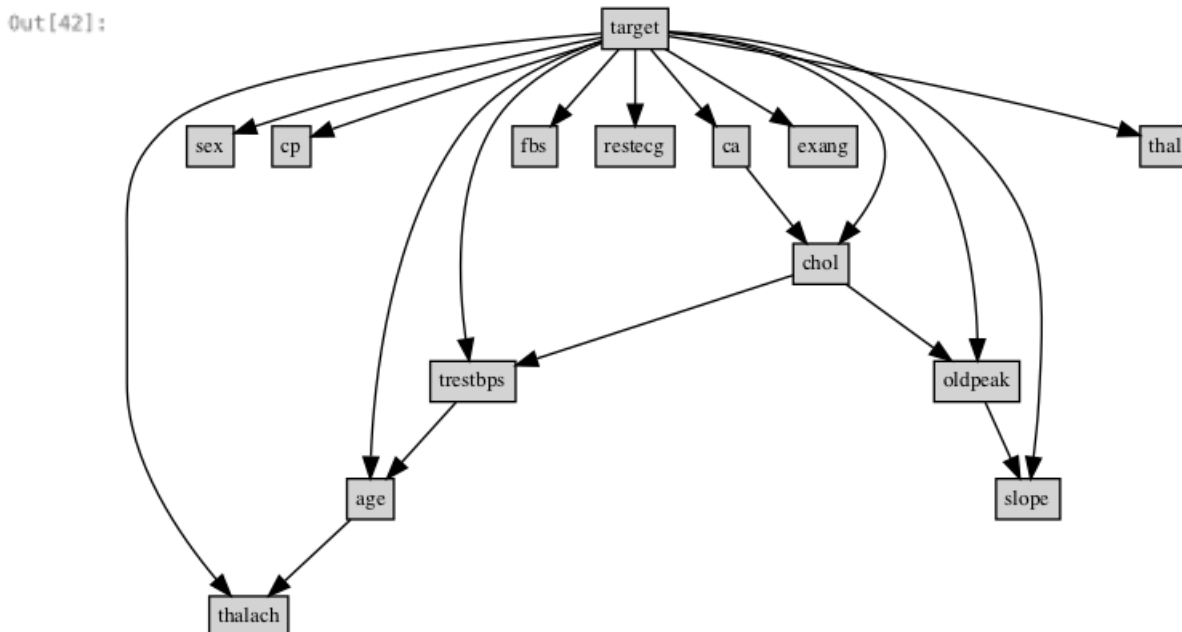 Out[42]:
target
sex cp fbs restecg ca exang thal
chol
trestbps oldpeak
age slope
thalach